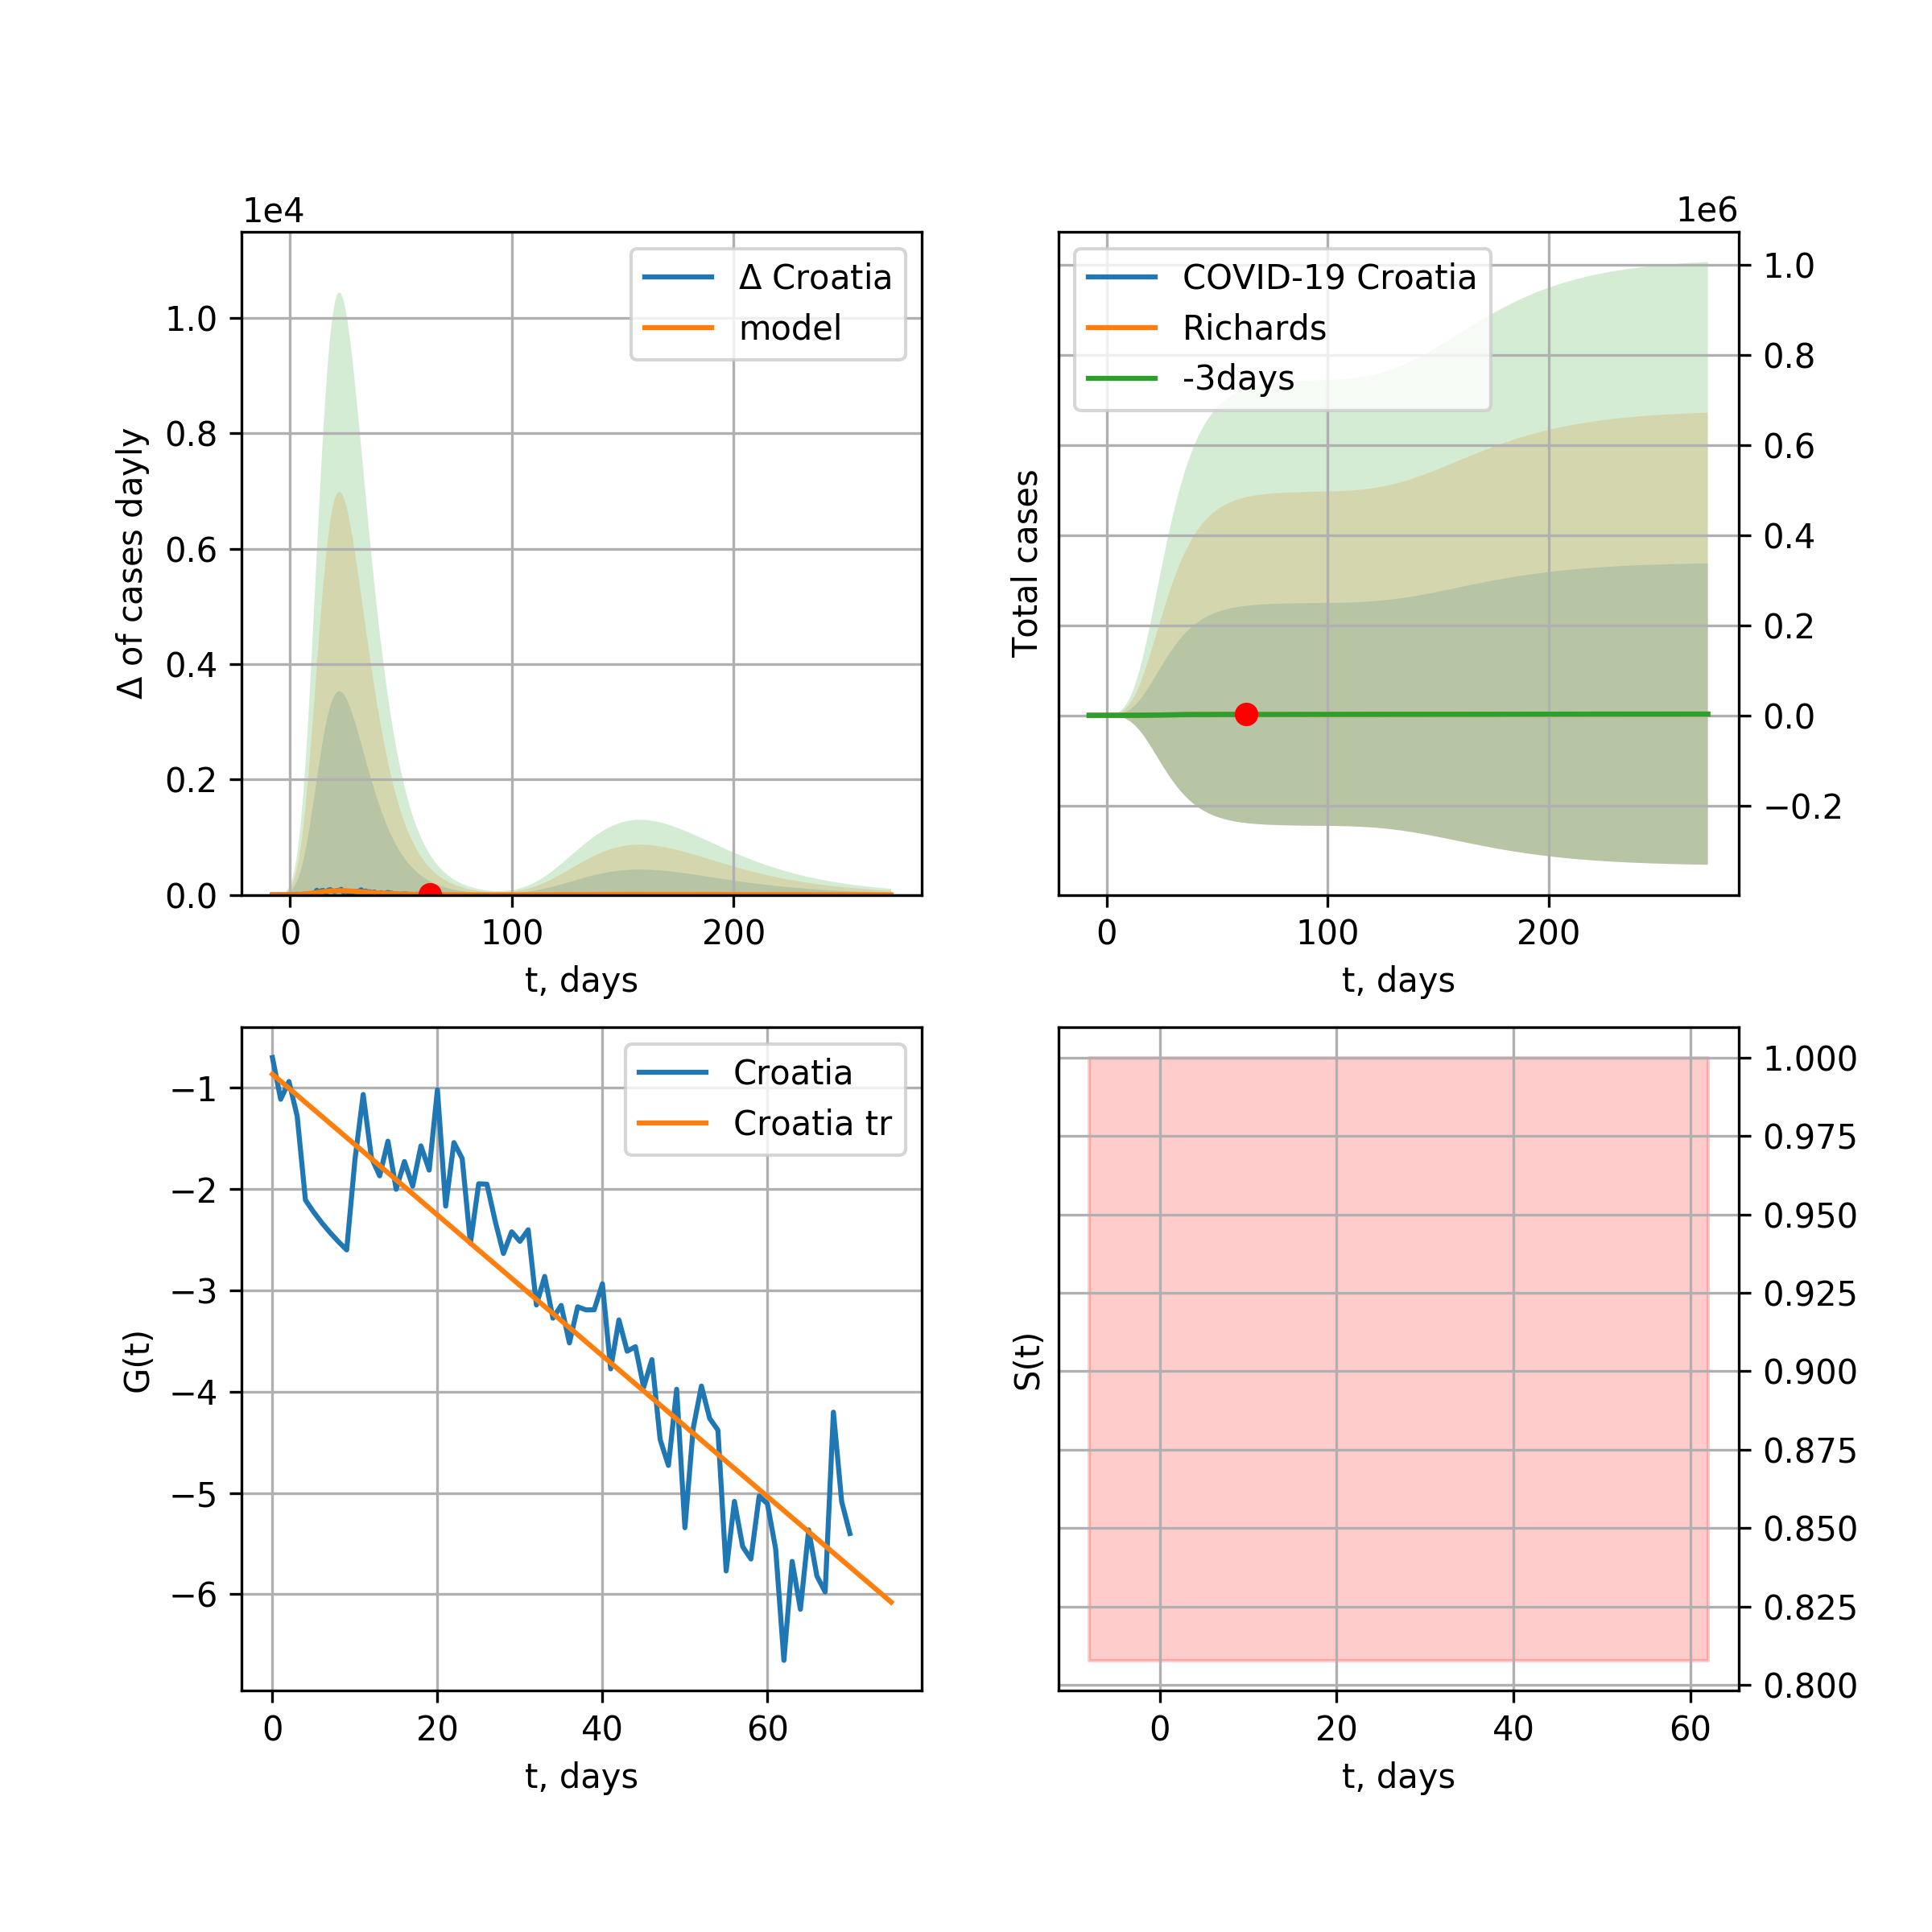 1e4
Δ of cases dayly
1.0
0.8
0.6
0.4
0.2
0.0
0 100 200
t, days
Δ Croatia
model
1e6
Total cases
COVID-19 Croatia
Richards
-3days
1.0
0.8
0.6
0.4
0.2
0.0
−0.2
0 100 200
t, days
G(t)
−1
−2
−3
−4
−5
−6
0 20 40 60
t, days
Croatia
Croatia tr
S(t)
1.000
0.975
0.950
0.925
0.900
0.875
0.850
0.825
0.800
0 20 40 60
t, days